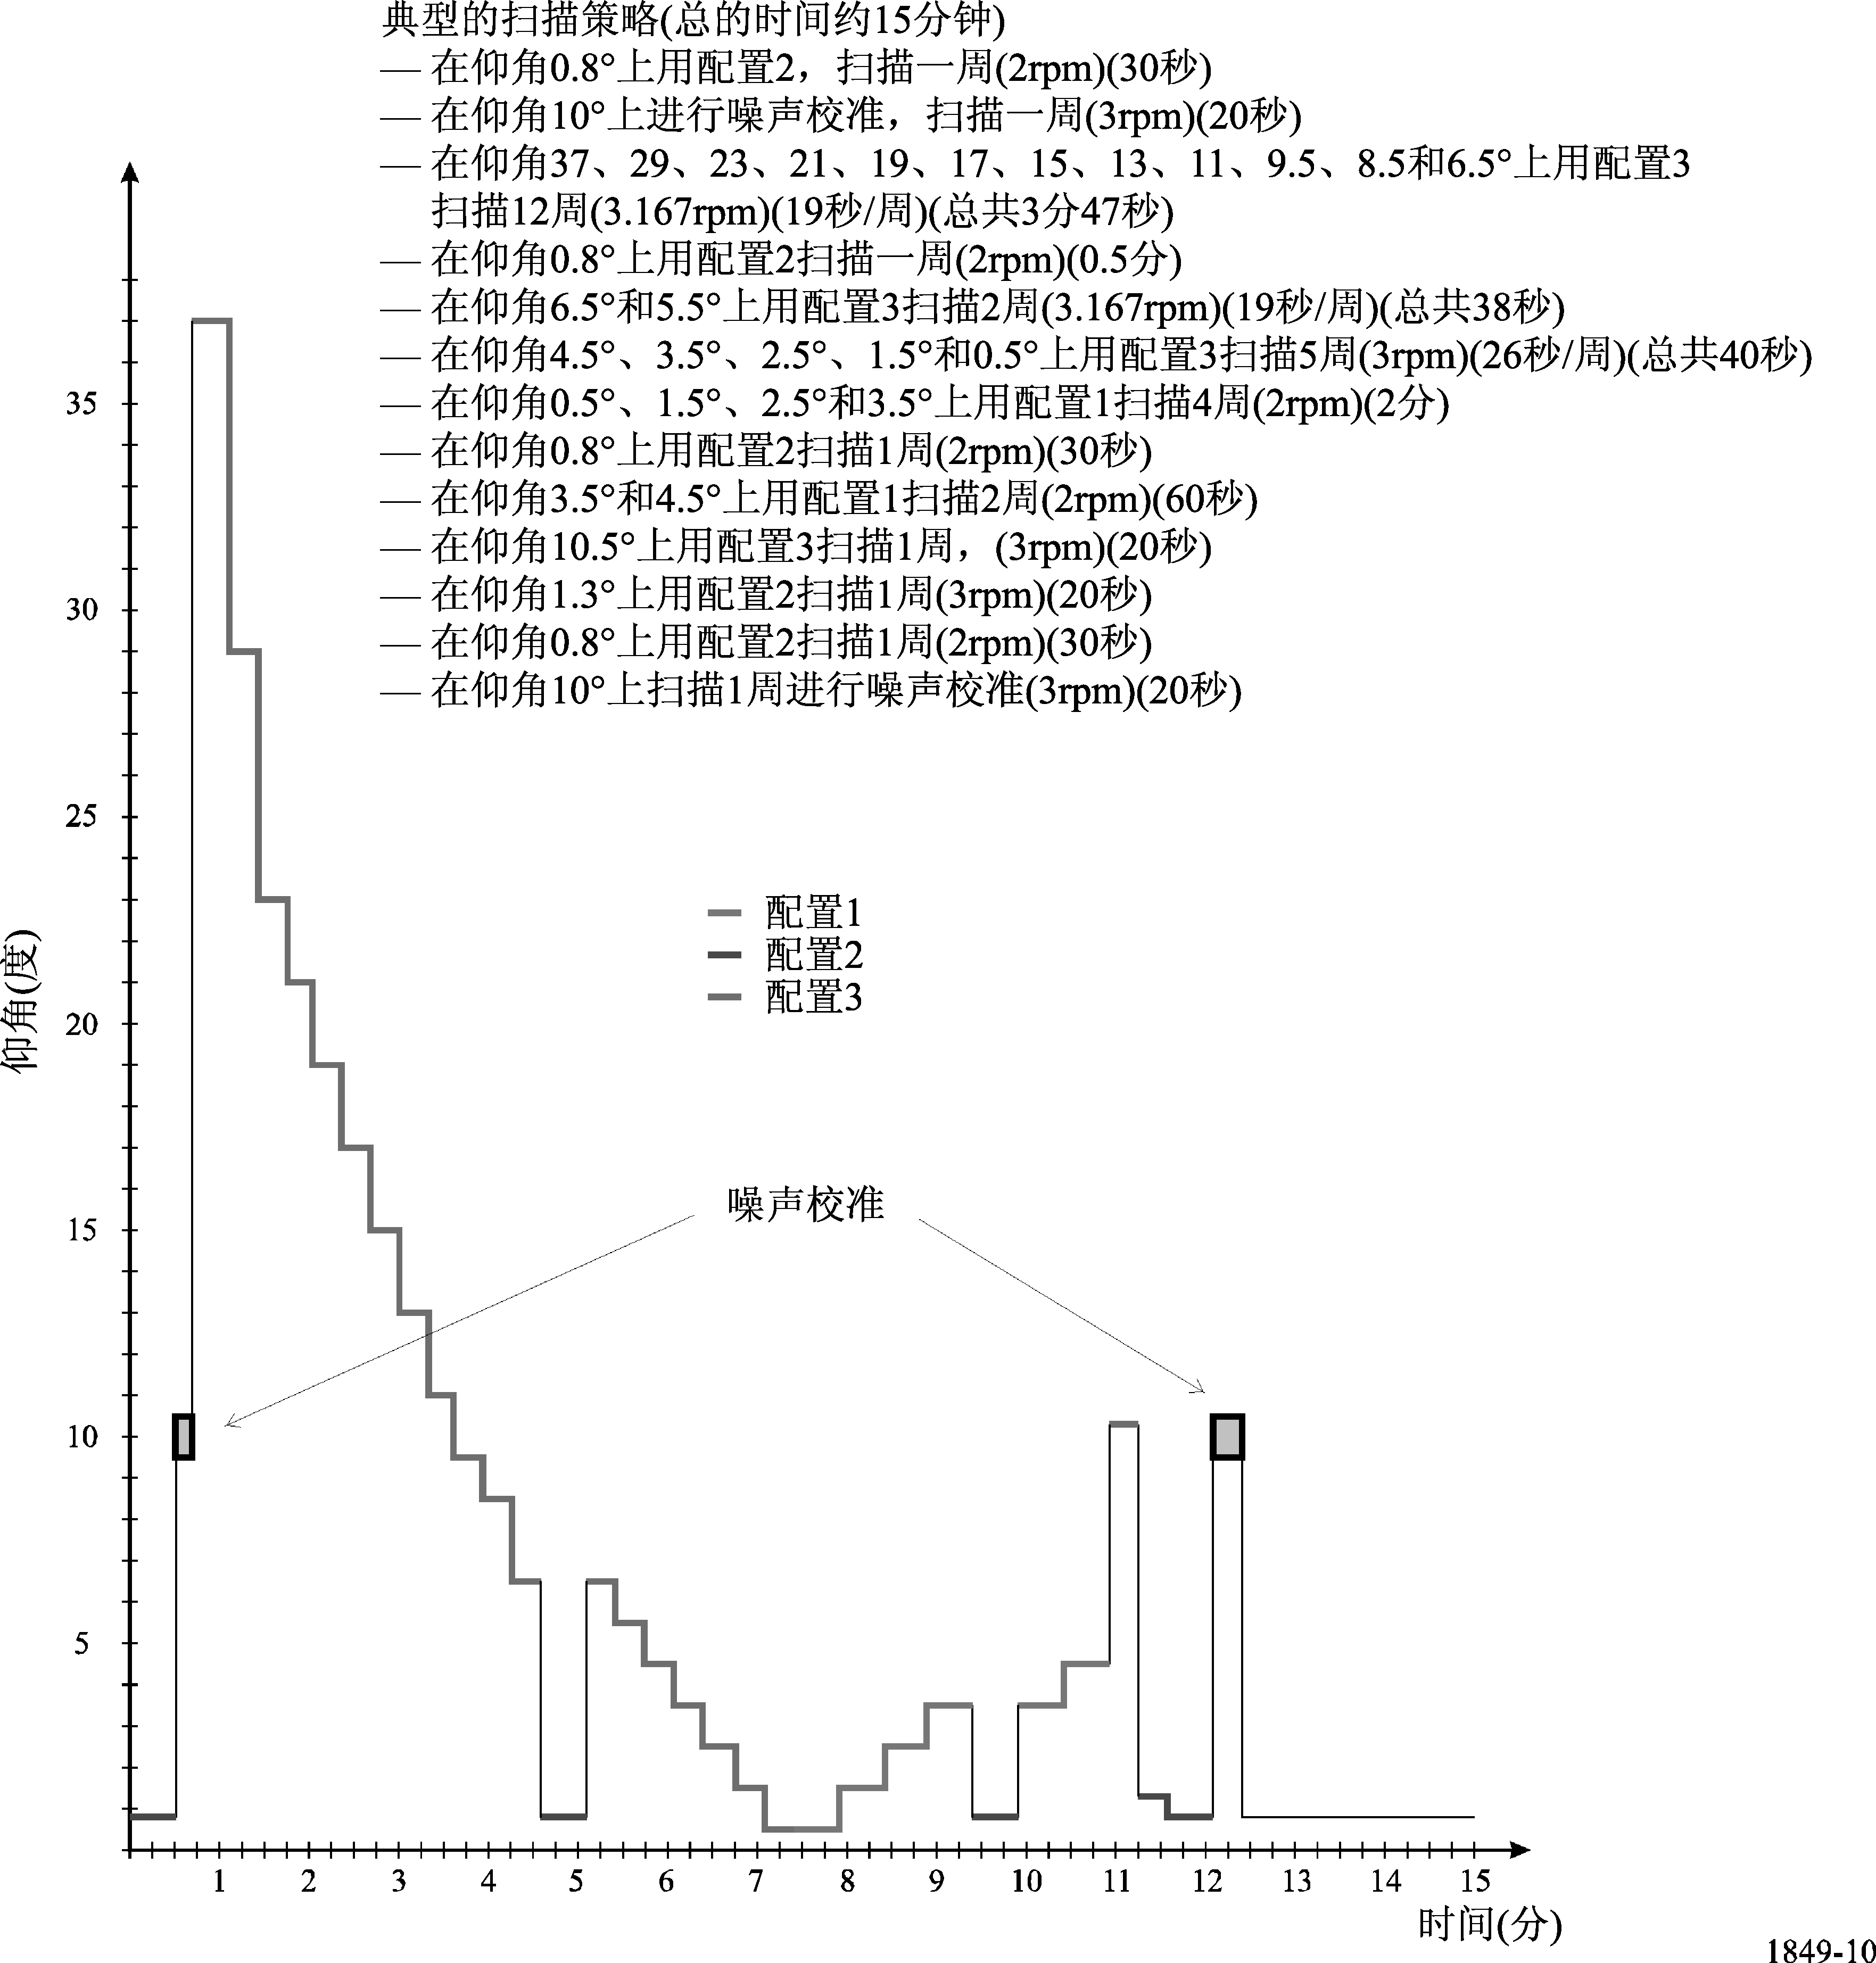 典型的扫描策略(总的时间约15分钟)
— 在仰角0.8°上用配置2，扫描一周(2rpm)(30秒)
— 在仰角10°上进行噪声校准，扫描一周(3rpm)(20秒)
— 在仰角37、29、23、21、19、17、15、13、11、9.5、8.5和6.5°上用配置3
扫描12周(3.167rpm)(19秒/周)(总共3分47秒)
— 在仰角0.8°上用配置2扫描一周(2rpm)(0.5分)
— 在仰角6.5°和5.5°上用配置3扫描2周(3.167rpm)(19秒/周)(总共38秒)
— 在仰角4.5°、3.5°、2.5°、1.5°和0.5°上用配置3扫描5周(3rpm)(26秒/周)(总共40秒)
— 在仰角0.5°、1.5°、2.5°和3.5°上用配置1扫描4周(2rpm)(2分)
— 在仰角0.8°上用配置2扫描1周(2rpm)(30秒)
— 在仰角3.5°和4.5°上用配置1扫描2周(2rpm)(60秒)
— 在仰角10.5°上用配置3扫描1周，(3rpm)(20秒)
— 在仰角1.3°上用配置2扫描1周(3rpm)(20秒)
— 在仰角0.8°上用配置2扫描1周(2rpm)(30秒)
— 在仰角10°上扫描1周进行噪声校准(3rpm)(20秒)
35
30
25
20
15
10
5
仰角(度)
配置1
配置2
配置3
噪声校准
1 2 3 4 5 6 7 8 9 10 11 12 13 14 15
时间(分)
1849-10